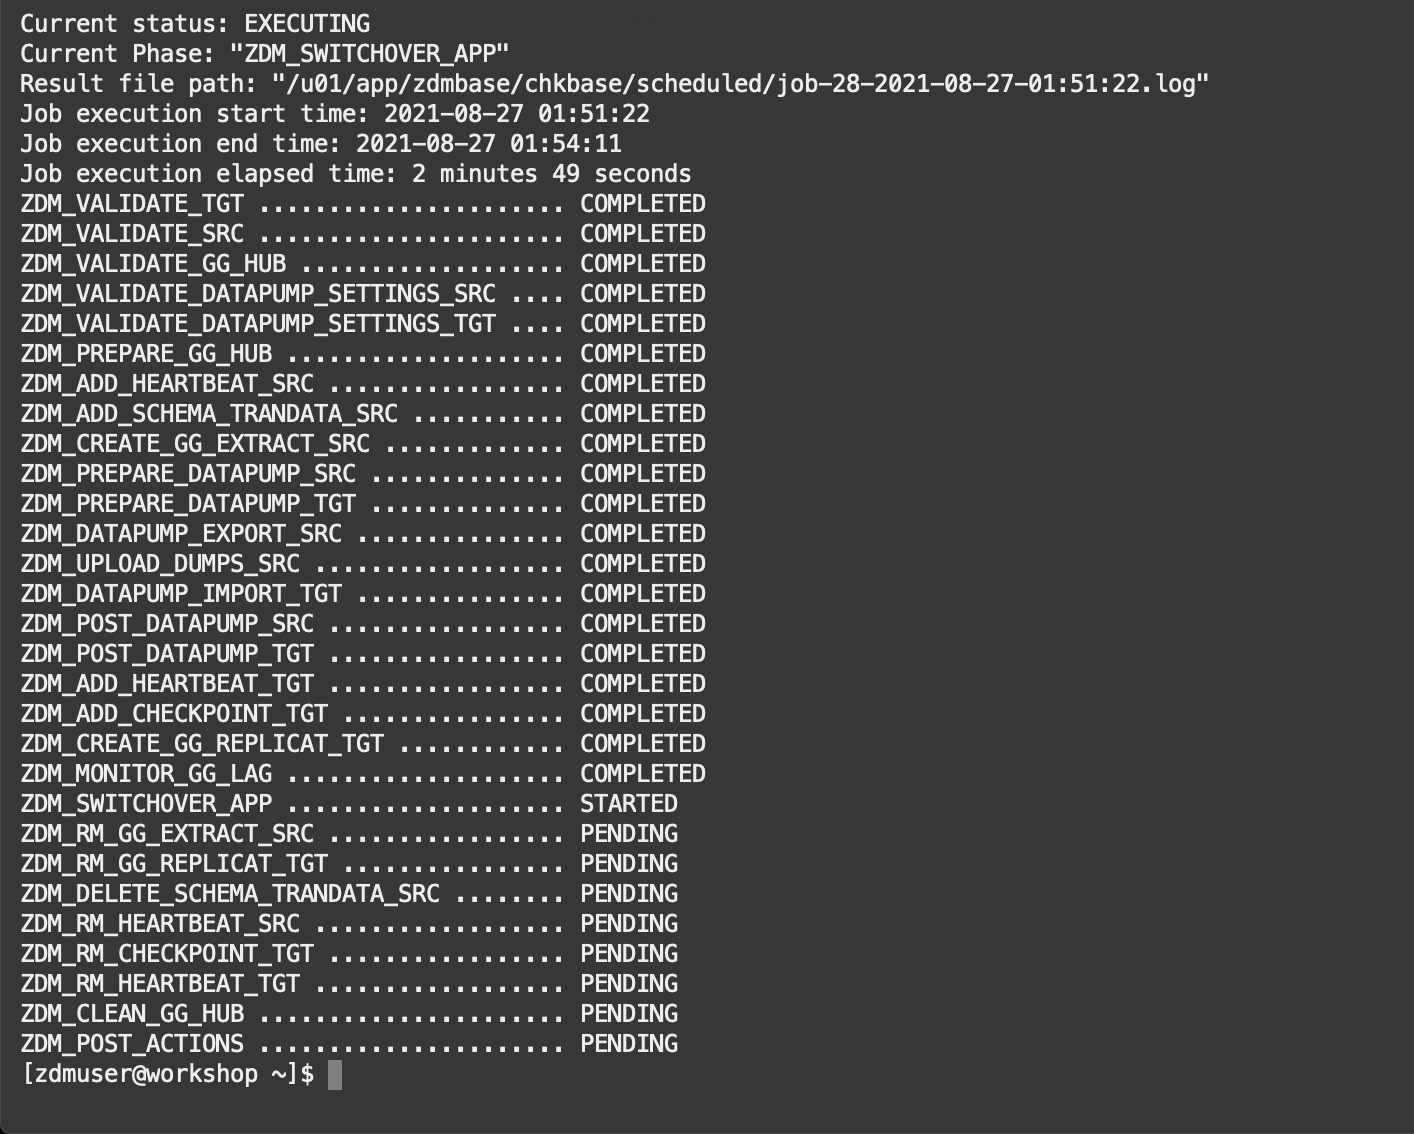 Current status: EXECUTING
Current Phase: "ZDM_SWITCHOVER_APP"
Result file path: "/u01/app/zdmbase/chkbase/scheduled/job-28-2021-08-27-01:51:22.log"
Job execution start time: 2021-08-27 01:51:22
Job execution end time: 2021-08-27 01:54:11
Job execution elapsed time: 2 minutes 49 seconds
ZDM_VALIDATE_TGT ...................... COMPLETED
ZDM_VALIDATE_SRC ...................... COMPLETED
ZDM_VALIDATE_GG_HUB ................... COMPLETED
ZDM_VALIDATE_DATAPUMP_SETTINGS_SRC .... COMPLETED
ZDM_VALIDATE_DATAPUMP_SETTINGS_TGT .... COMPLETED
ZDM_PREPARE_GG_HUB .................... COMPLETED
ZDM_ADD_HEARTBEAT_SRC ................. COMPLETED
ZDM_ADD_SCHEMA_TRANDATA_SRC ........... COMPLETED
ZDM_CREATE_GG_EXTRACT_SRC ............. COMPLETED
ZDM_PREPARE_DATAPUMP_SRC .............. COMPLETED
ZDM_PREPARE_DATAPUMP_TGT .............. COMPLETED
ZDM_DATAPUMP_EXPORT_SRC ............... COMPLETED
ZDM_UPLOAD_DUMPS_SRC .................. COMPLETED
ZDM_DATAPUMP_IMPORT_TGT ............... COMPLETED
ZDM_POST_DATAPUMP_SRC ................. COMPLETED
ZDM_POST_DATAPUMP_TGT ................. COMPLETED
ZDM_ADD_HEARTBEAT_TGT ................. COMPLETED
ZDM_ADD_CHECKPOINT_TGT ................ COMPLETED
ZDM_CREATE_GG_REPLICAT_TGT ............ COMPLETED
ZDM_MONITOR_GG_LAG .................... COMPLETED
ZDM_SWITCHOVER_APP .................... STARTED
ZDM_RM_GG_EXTRACT_SRC ................. PENDING
ZDM_RM_GG_REPLICAT_TGT ................ PENDING
ZDM_DELETE_SCHEMA_TRANDATA_SRC ........ PENDING
ZDM_RM_HEARTBEAT_SRC .................. PENDING
ZDM_RM_CHECKPOINT_TGT ................. PENDING
ZDM_RM_HEARTBEAT_TGT .................. PENDING
ZDM_CLEAN_GG_HUB ...................... PENDING
ZDM_POST_ACTIONS ...................... PENDING
[zdmuser@workshop ~]$